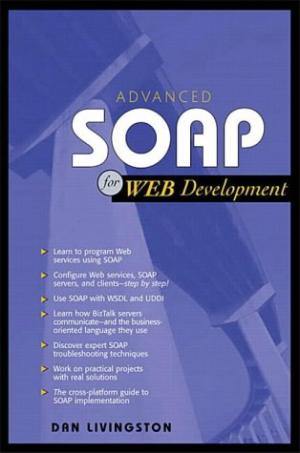 ADVANCED
SOAP
for WEB Development
Learn to program Web
services using SOAP
Configure Web services, SOAP
servers, and clients—step by step!
Use SOAP with WSDL and UDDI
Learn how BizTalk servers
communicate—and the business-
oriented language they use
Discover expert SOAP
troubleshooting techniques
Work on practical projects
with real solutions
The cross-platform guide to
SOAP implementation
DAN LIVINGSTON